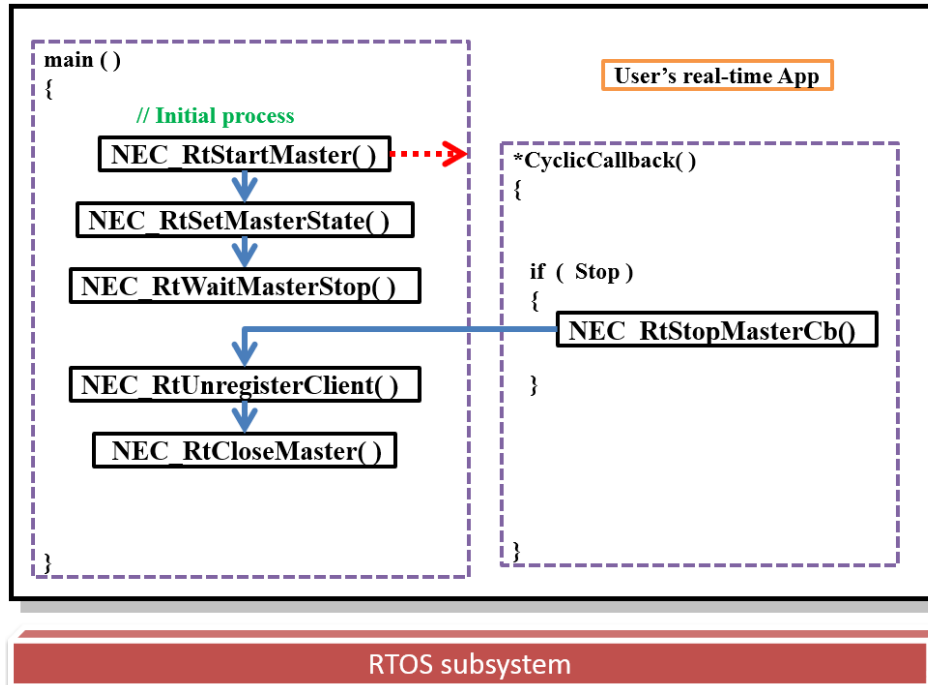 main ( )
{
// Initial process
NEC_RtStartMaster( )
NEC_RtSetMasterState( )
NEC_RtWaitMasterStop( )
NEC_RtUnregisterClient( )
NEC_RtCloseMaster( )
}
User’s real-time App
*CyclicCallback( )
{
if ( Stop )
{
NEC_RtStopMasterCb()
}
}
RTOS subsystem